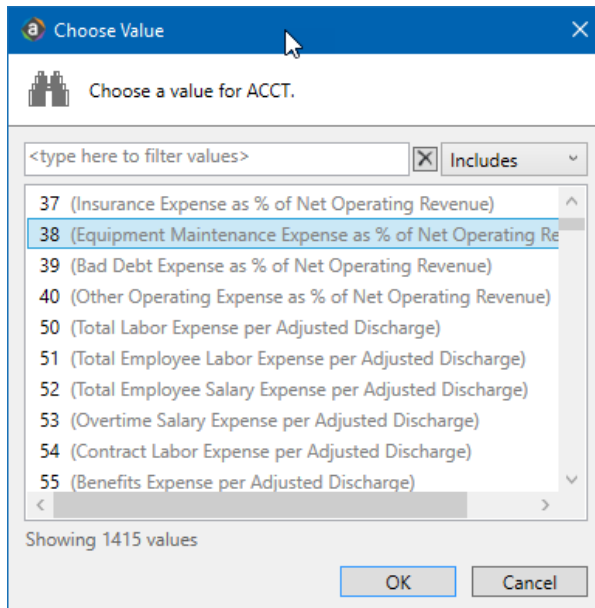 Choose Value
Choose a value for ACCT.
<type here to filter values>
Includes
37 (Insurance Expense as % of Net Operating Revenue)
38 (Equipment Maintenance Expense as % of Net Operating Re
39 (Bad Debt Expense as % of Net Operating Revenue)
40 (Other Operating Expense as % of Net Operating Revenue)
50 (Total Labor Expense per Adjusted Discharge)
51 (Total Employee Labor Expense per Adjusted Discharge)
52 (Total Employee Salary Expense per Adjusted Discharge)
53 (Overtime Salary Expense per Adjusted Discharge)
54 (Contract Labor Expense per Adjusted Discharge)
55 (Benefits Expense per Adjusted Discharge)
Showing 1415 values
OK
Cancel